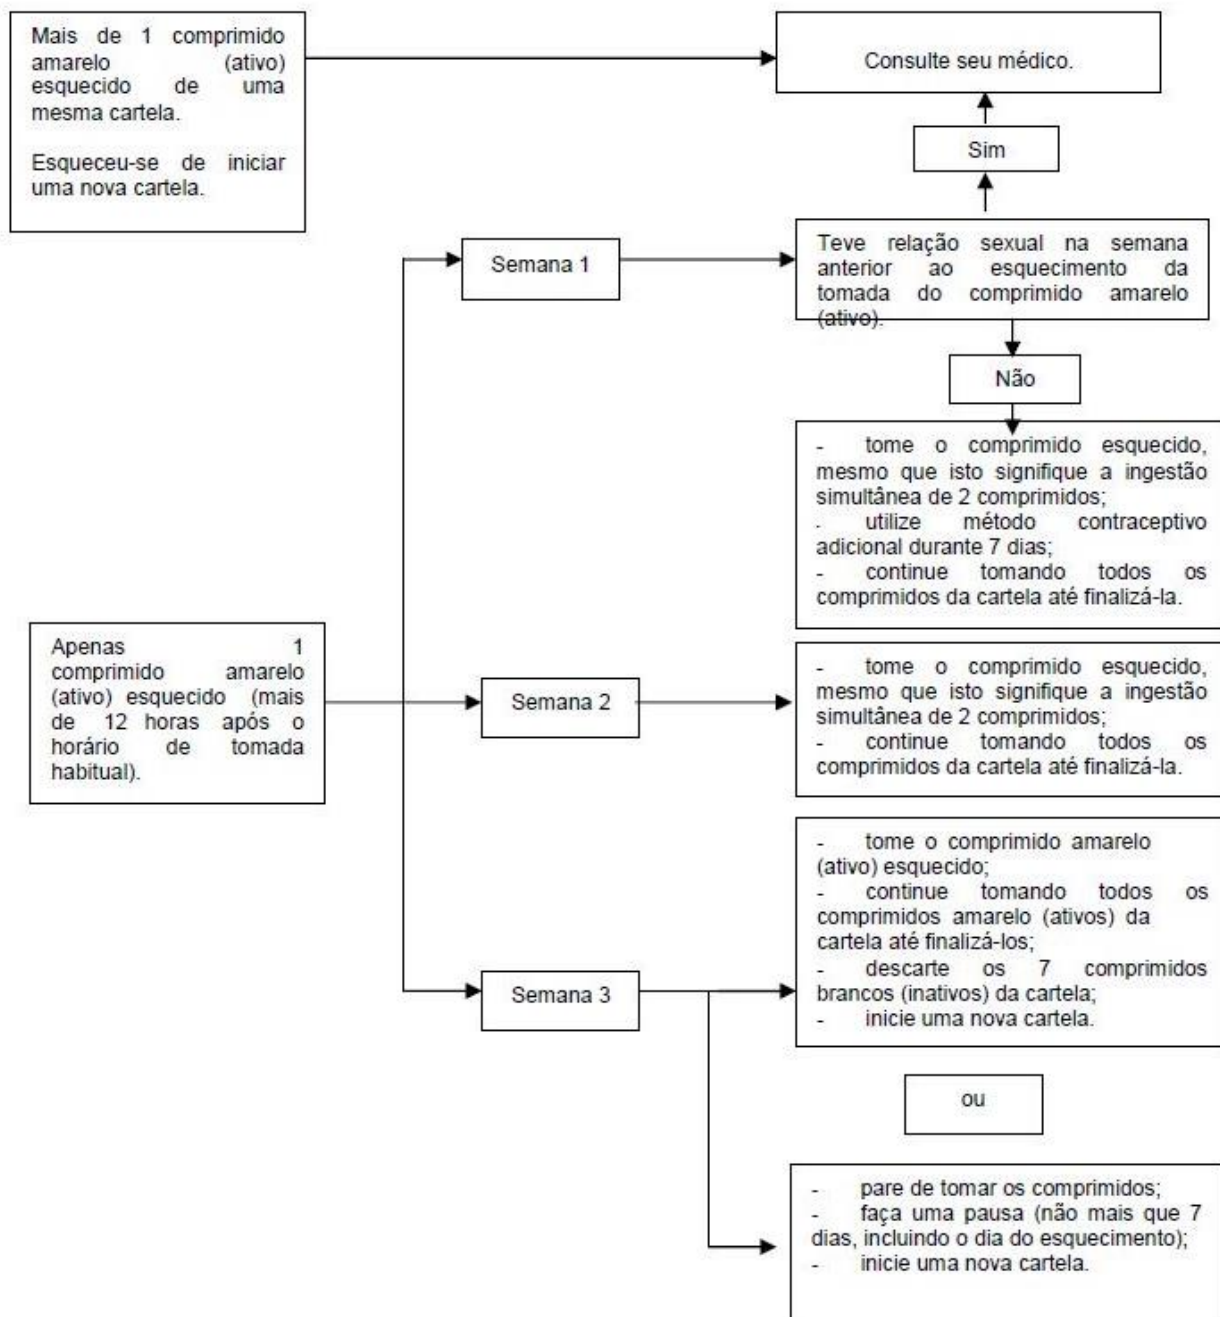 Mais de 1 comprimido
amarelo (ativo)
esquecido de uma
mesma cartela.
Esqueceu-se de iniciar
uma nova cartela.
Consulte seu médico.
Sim
Semana 1
Teve relação sexual na semana
anterior ao esquecimento da
tomada do comprimido amarelo
(ativo).
Não
- tome o comprimido esquecido,
mesmo que isto signifique a ingestão
simultânea de 2 comprimidos;
- utilize método contraceptivo
adicional durante 7 dias;
- continue tomando todos os
comprimidos da cartela até finalizá-la.
Apenas 1
comprimido amarelo
(ativo) esquecido (mais
de 12 horas após o
horário de tomada
habitual).
Semana 2
- tome o comprimido esquecido,
mesmo que isto signifique a ingestão
simultânea de 2 comprimidos;
- continue tomando todos os
comprimidos da cartela até finalizá-la.
Semana 3
- tome o comprimido amarelo
(ativo) esquecido;
- continue tomando todos os
comprimidos amarelo (ativos) da
cartela até finalizá-los;
- descarte os 7 comprimidos
brancos (inativos) da cartela;
- inicie uma nova cartela.
ou
- pare de tomar os comprimidos;
- faça uma pausa (não mais que 7
dias, incluindo o dia do esquecimento);
- inicie uma nova cartela.